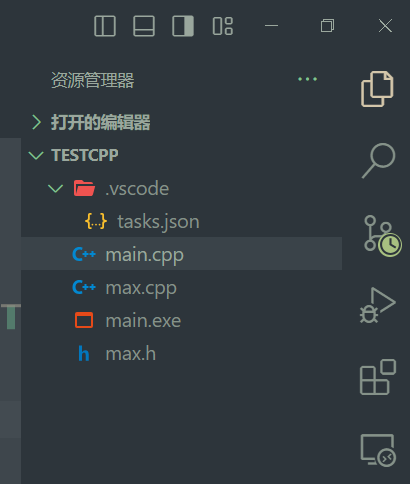 资源管理器
打开的编辑器
TESTCPP
.vscode
{..} tasks.json
C++ main.cpp
C++ max.cpp
main.exe
h max.h